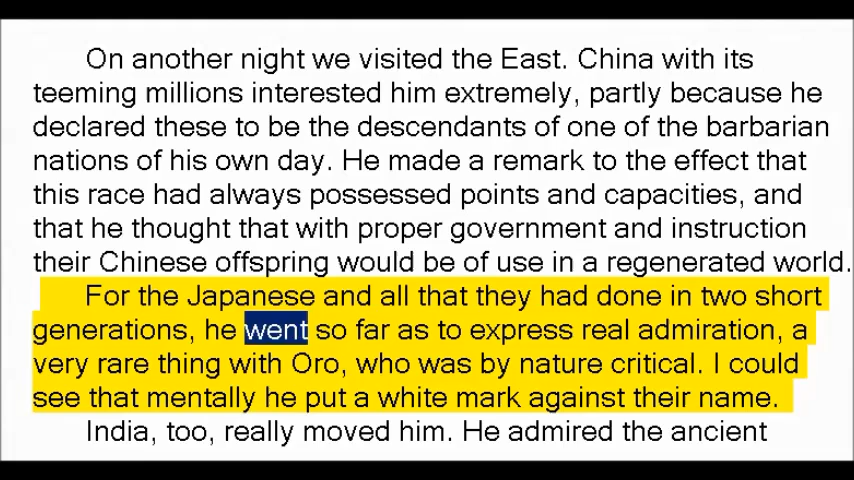 On another night we visited the East. China with its
teeming millions interested him extremely, partly because he
declared these to be the descendants of one of the barbarian
nations of his own day. He made a remark to the effect that
this race had always possessed points and capacities, and
that he thought that with proper government and instruction
their Chinese offspring would be of use in a regenerated world.
For the Japanese and all that they had done in two short
generations, he went so far as to express real admiration, a
very rare thing with Oro, who was by nature critical. I could
see that mentally he put a white mark against their name.
India, too, really moved him. He admired the ancient